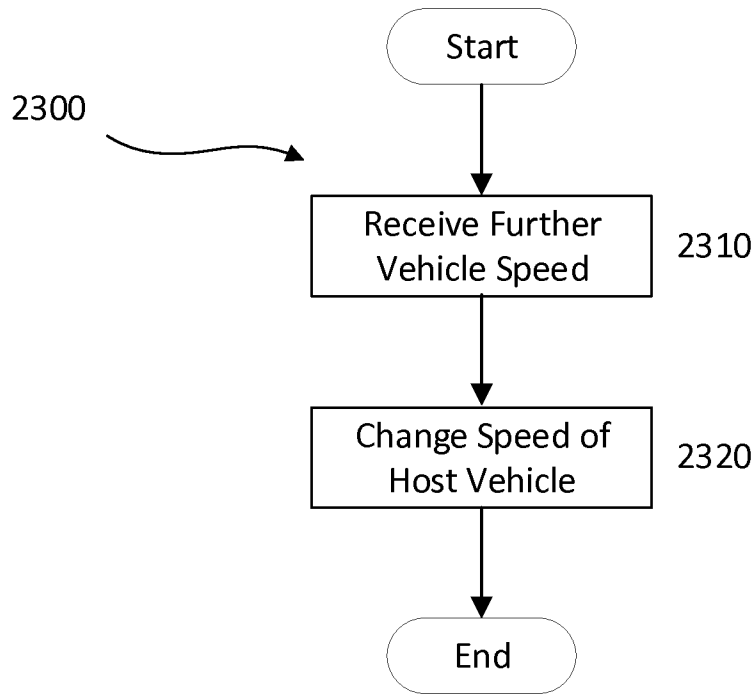 Start
2300
Receive Further
Vehicle Speed
2310
Change Speed of
Host Vehicle
2320
End